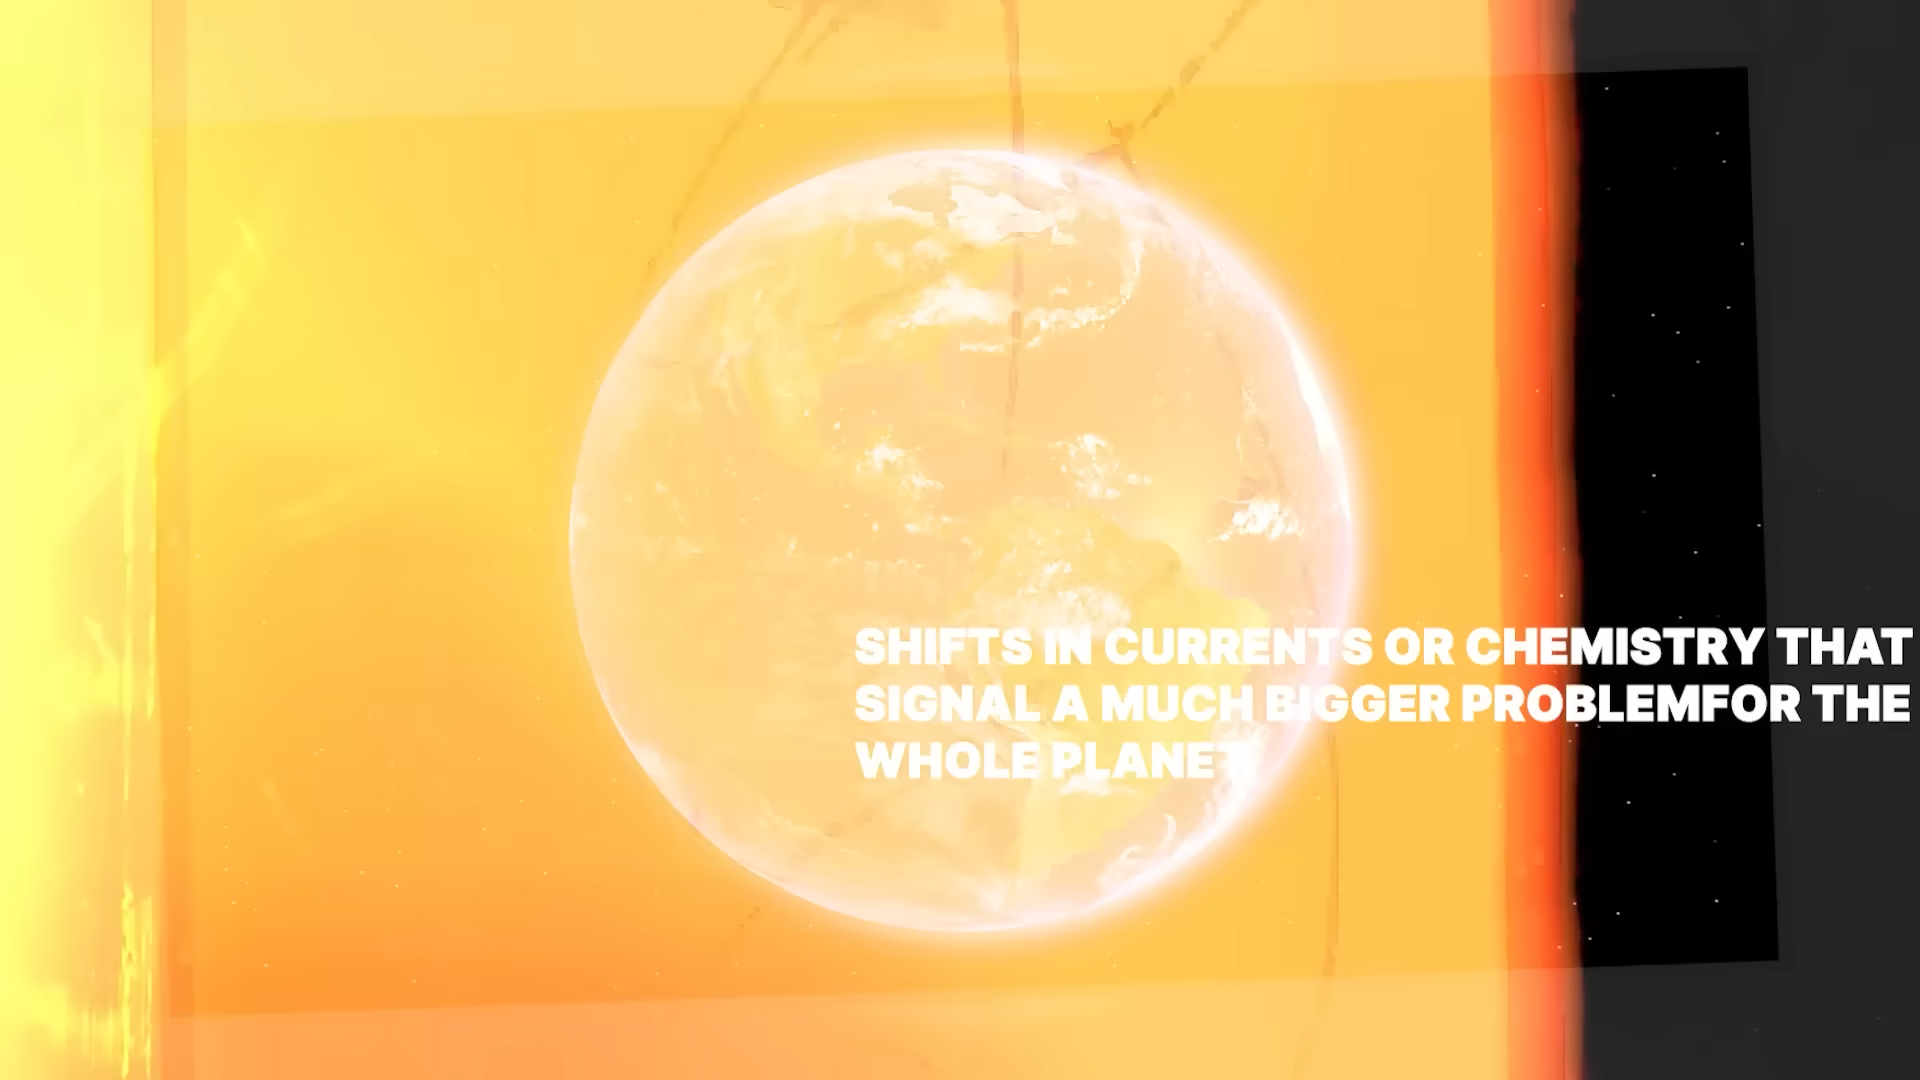 SHIFTS IN CURRENTS OR CHEMISTRY THAT
SIGNAL A MUCH BIGGER PROBLEMFOR THE
WHOLE PLANET